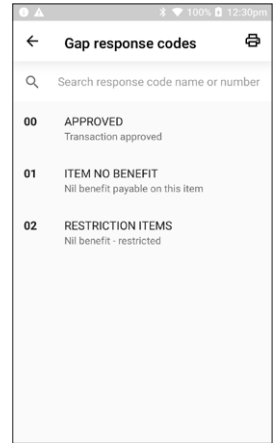 100% 12:30pm
Gap response codes
Search response code name or number
00 APPROVED
Transaction approved
01 ITEM NO BENEFIT
Nil benefit payable on this item
02 RESTRICTION ITEMS
Nil benefit - restricted